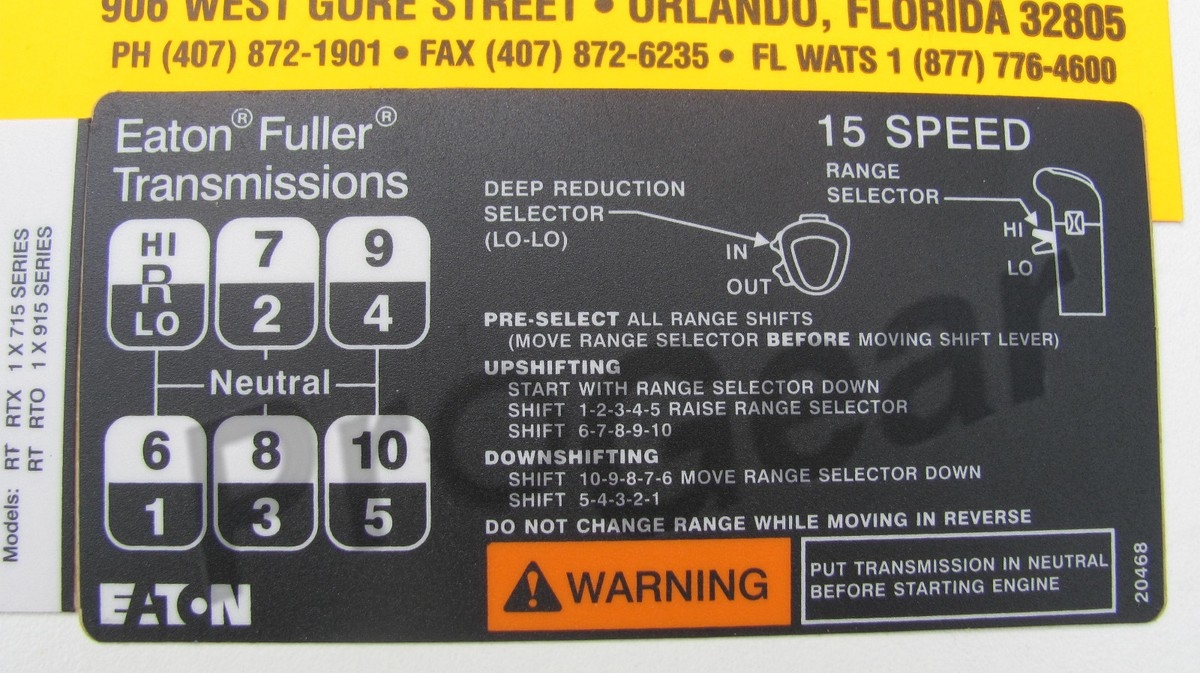 906 WEST GORE STREET • ORLANDO, FLORIDA 32805
PH (407) 872-1901 • FAX (407) 872-6235 • FL WATS 1 (877) 776-4600
Eaton® Fuller®
Transmissions
15 SPEED
RANGE
SELECTOR
HI
LO
DEEP REDUCTION
SELECTOR
(LO-LO)
IN
OUT
HI 7 9
R
LO 2 4
Neutral
6 8 10
1 3 5
PRE-SELECT ALL RANGE SHIFTS
(MOVE RANGE SELECTOR BEFORE MOVING SHIFT LEVER)
UPSHIFTING
START WITH RANGE SELECTOR DOWN
SHIFT 1-2-3-4-5 RAISE RANGE SELECTOR
SHIFT 6-7-8-9-10
DOWNSHIFTING
SHIFT 10-9-8-7-6 MOVE RANGE SELECTOR DOWN
SHIFT 5-4-3-2-1
DO NOT CHANGE RANGE WHILE MOVING IN REVERSE
WARNING
PUT TRANSMISSION IN NEUTRAL
BEFORE STARTING ENGINE
20468
EATON
Models: RT RTX 1 X 715 SERIES
RT RTO 1 X 915 SERIES
progear